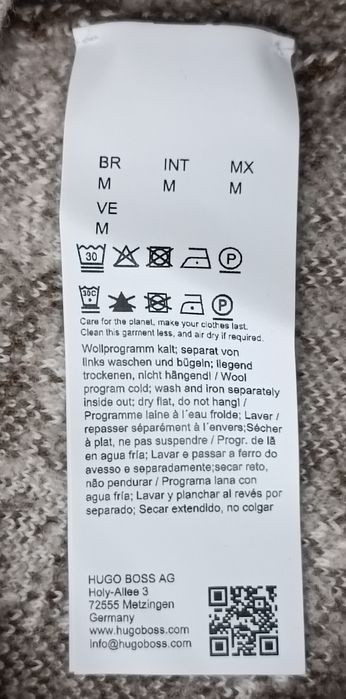 BR INT MX
M M M
VE
M
30 P
30C P
Care for the planet, make your clothes last.
Clean this garment less, and air dry if required.
Wollprogramm kalt; separat von
links waschen und bügeln; liegend
trockenen, nicht hängend! / Wool
program cold; wash and iron separately
inside out; dry flat, do not hang! /
Programme laine à l´eau froide; Laver /
repasser séparément à l´envers;Sécher
à plat, ne pas suspendre / Progr. de lã
en agua fría; Lavar e passar a ferro do
avesso e separadamente;secar reto,
não pendurar / Programa lana con
agua fría; Lavar y planchar al revés por
separado; Secar extendido, no colgar
HUGO BOSS AG
Holy-Allee 3
72555 Metzingen
Germany
www.hugoboss.com
info@hugoboss.com